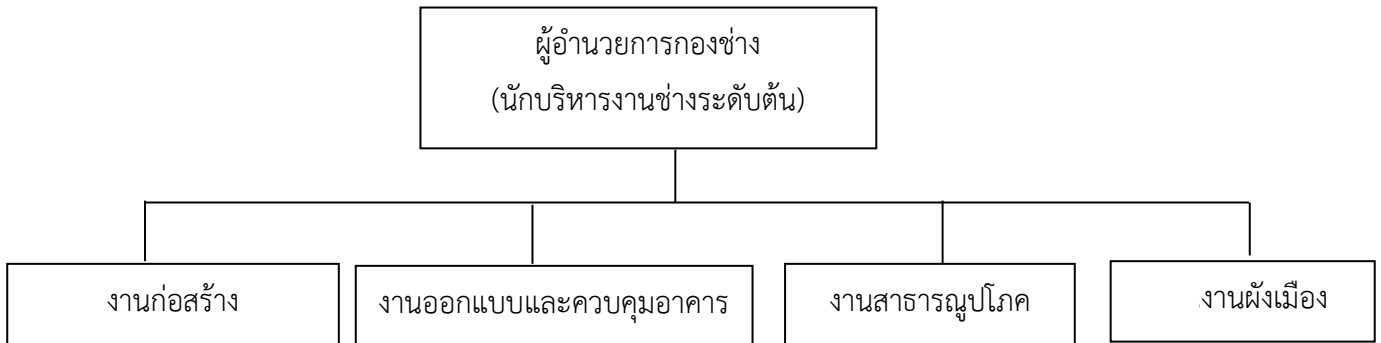 ผู้อำนวยการกองช่าง
(นักบริหารงานช่างระดับต้น)
งานก่อสร้าง
งานออกแบบและควบคุมอาคาร
งานสาธารณูปโภค
งานผังเมือง